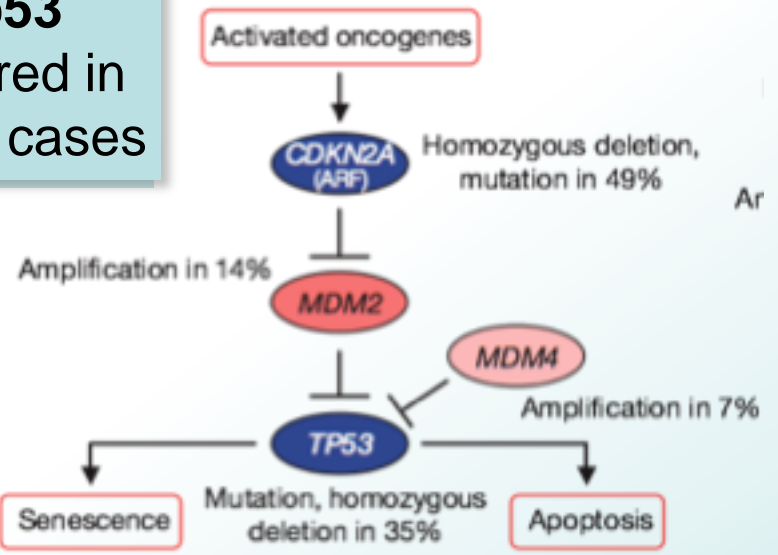 p53
red in
cases
Activated oncogenes
CDKN2A
(ARF)
Homozygous deletion,
mutation in 49%
Ar
Amplification in 14%
MDM2
MDM4
Amplification in 7%
TP53
Senescence
Mutation, homozygous
deletion in 35%
Apoptosis